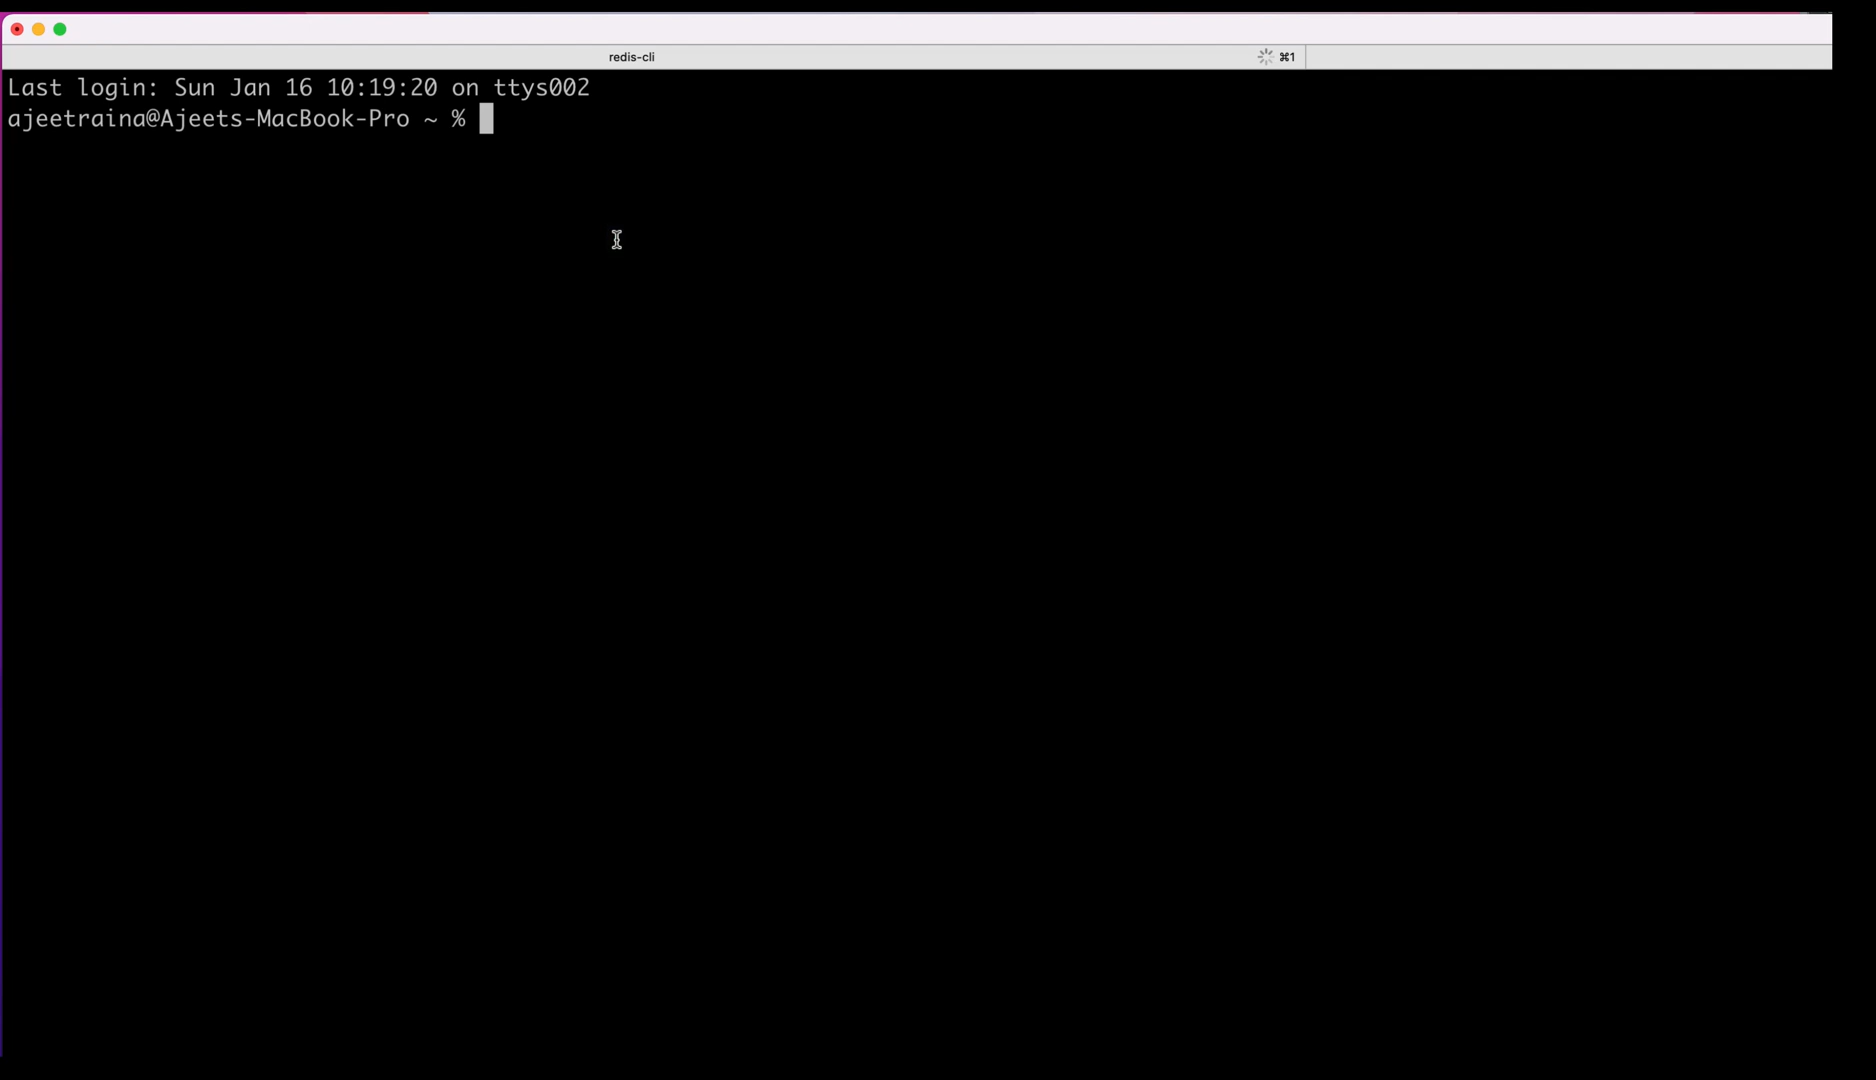 redis-cli ⌘1
Last login: Sun Jan 16 10:19:20 on ttys002
ajeetraina@Ajeets-MacBook-Pro ~ %